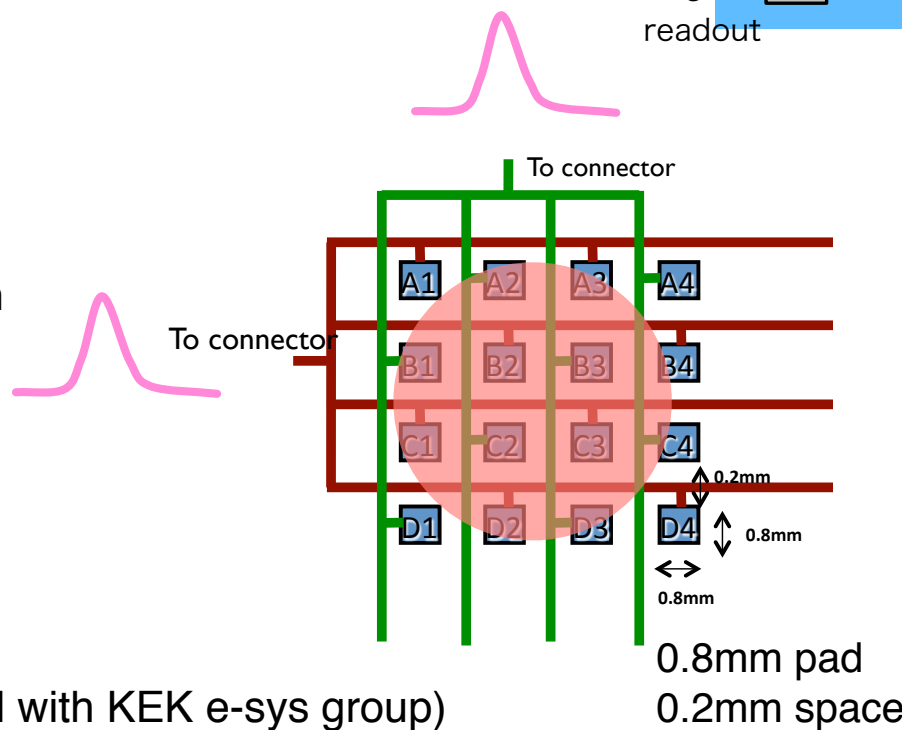 readout
To connector
A1 A2 A3 A4
To connector
B1 B2 B3 B4
C1 C2 C3 C4
0.2mm
D1 D2 D3 D4
0.8mm
0.8mm
0.8mm pad
with KEK e-sys group)
0.2mm space